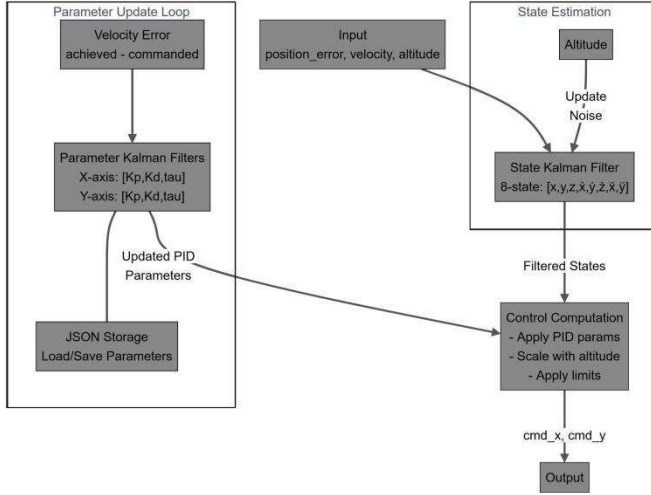 Parameter Update Loop
Velocity Error
achieved - commanded
Parameter Kalman Filters
X-axis: [Kp,Kd,tau]
Y-axis: [Kp,Kd,tau]
JSON Storage
Load/Save Parameters
Updated PID
Parameters
Input
position_error, velocity, altitude
State Estimation
Altitude
Update
Noise
State Kalman Filter
8-state: [x,y,z,ẋ,ẏ,ż,ẍ,ÿ]
Filtered States
Control Computation
- Apply PID params
- Scale with altitude
- Apply limits
cmd_x, cmd_y
Output